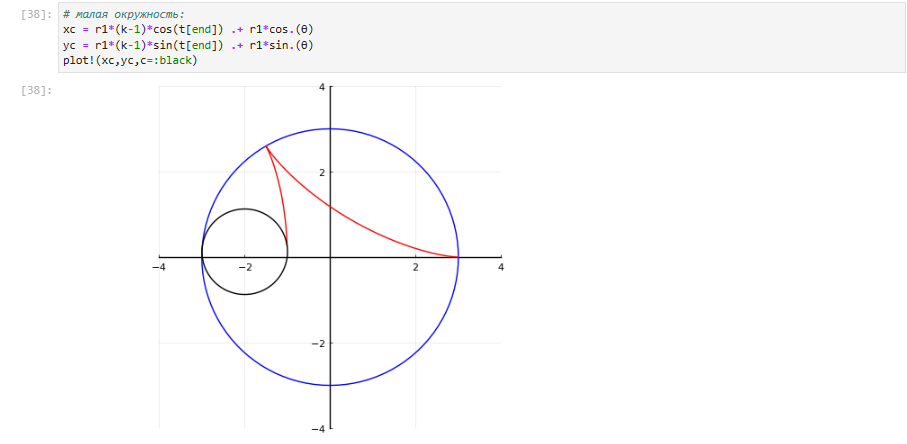 [38]: # малая окружность:
xc = r1*(k-1)*cos(t[end]) .+ r1*cos.(θ)
yc = r1*(k-1)*sin(t[end]) .+ r1*sin.(θ)
plot!(xc,yc,c=:black)
[38]:
4
2
−4 −2 2 4
−2
−4